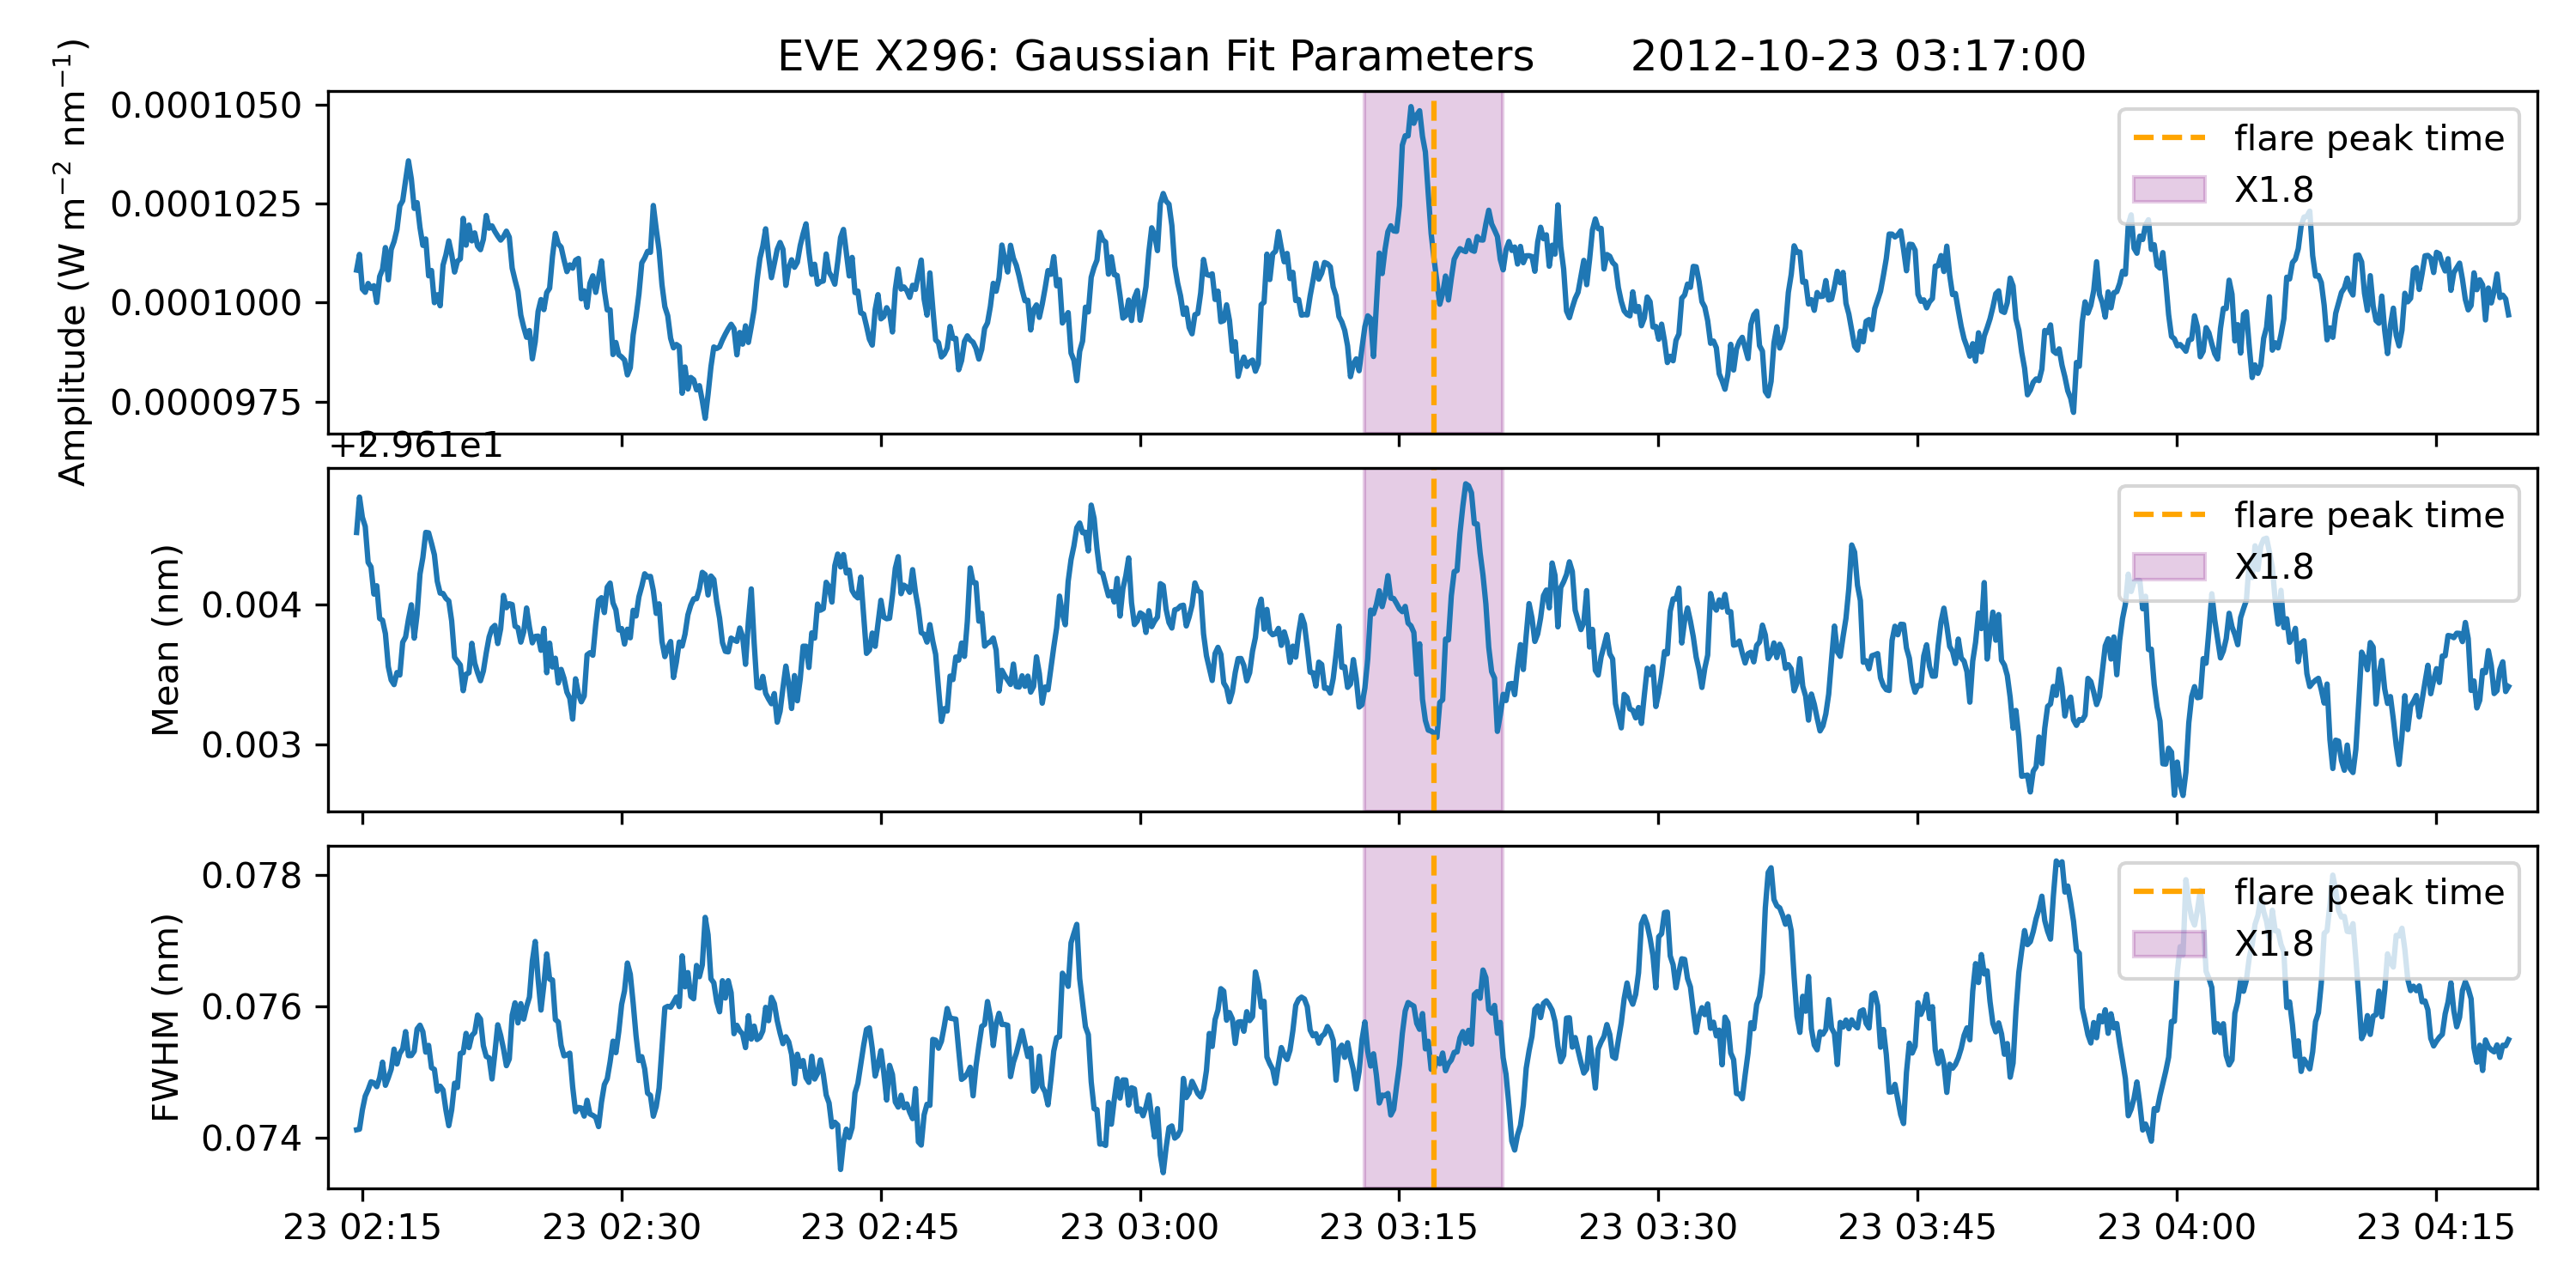 EVE X296: Gaussian Fit Parameters 2012-10-23 03:17:00
Amplitude (W m⁻² nm⁻¹)
0.0001050
0.0001025
0.0001000
0.0000975
flare peak time
X1.8
+2.961e1
Mean (nm)
0.004
0.003
flare peak time
X1.8
FWHM (nm)
0.078
0.076
0.074
flare peak time
X1.8
23 02:15 23 02:30 23 02:45 23 03:00 23 03:15 23 03:30 23 03:45 23 04:00 23 04:15